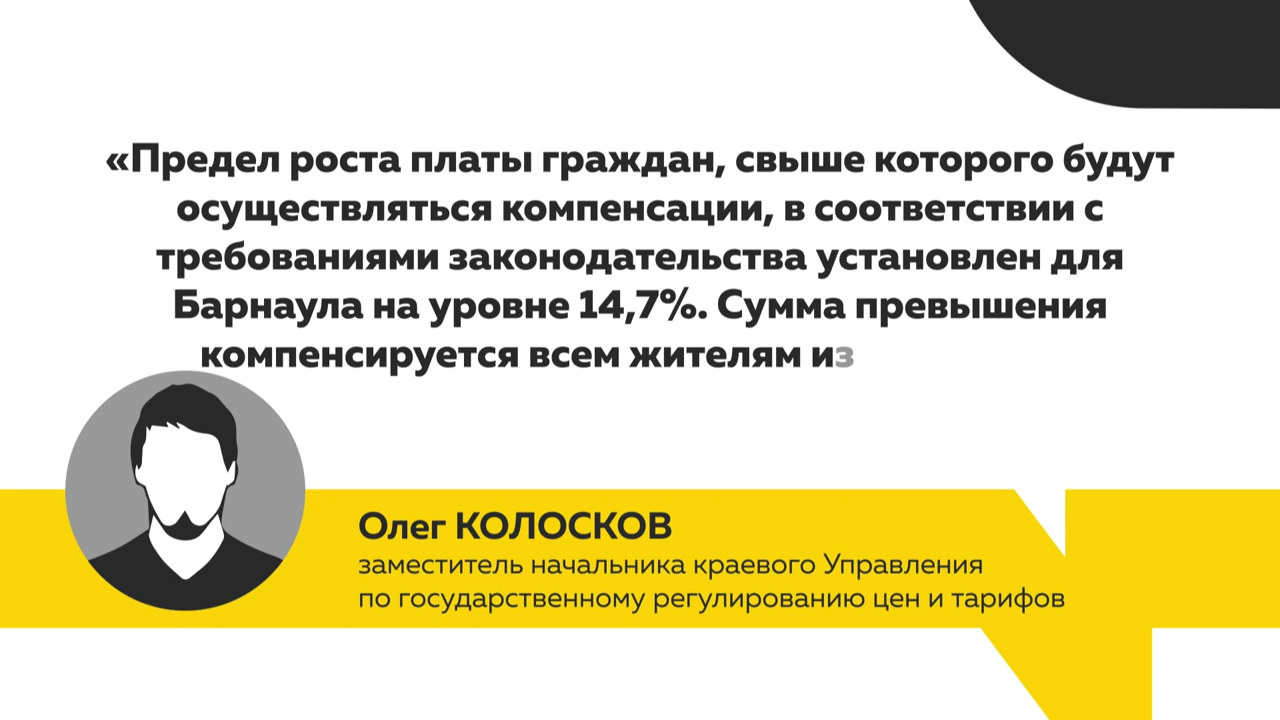 «Предел роста платы граждан, свыше которого будут
осуществляться компенсации, в соответствии с
требованиями законодательства установлен для
Барнаула на уровне 14,7%. Сумма превышения
компенсируется всем жителям из
Олег КОЛОСКОВ
заместитель начальника краевого Управления
по государственному регулированию цен и тарифов